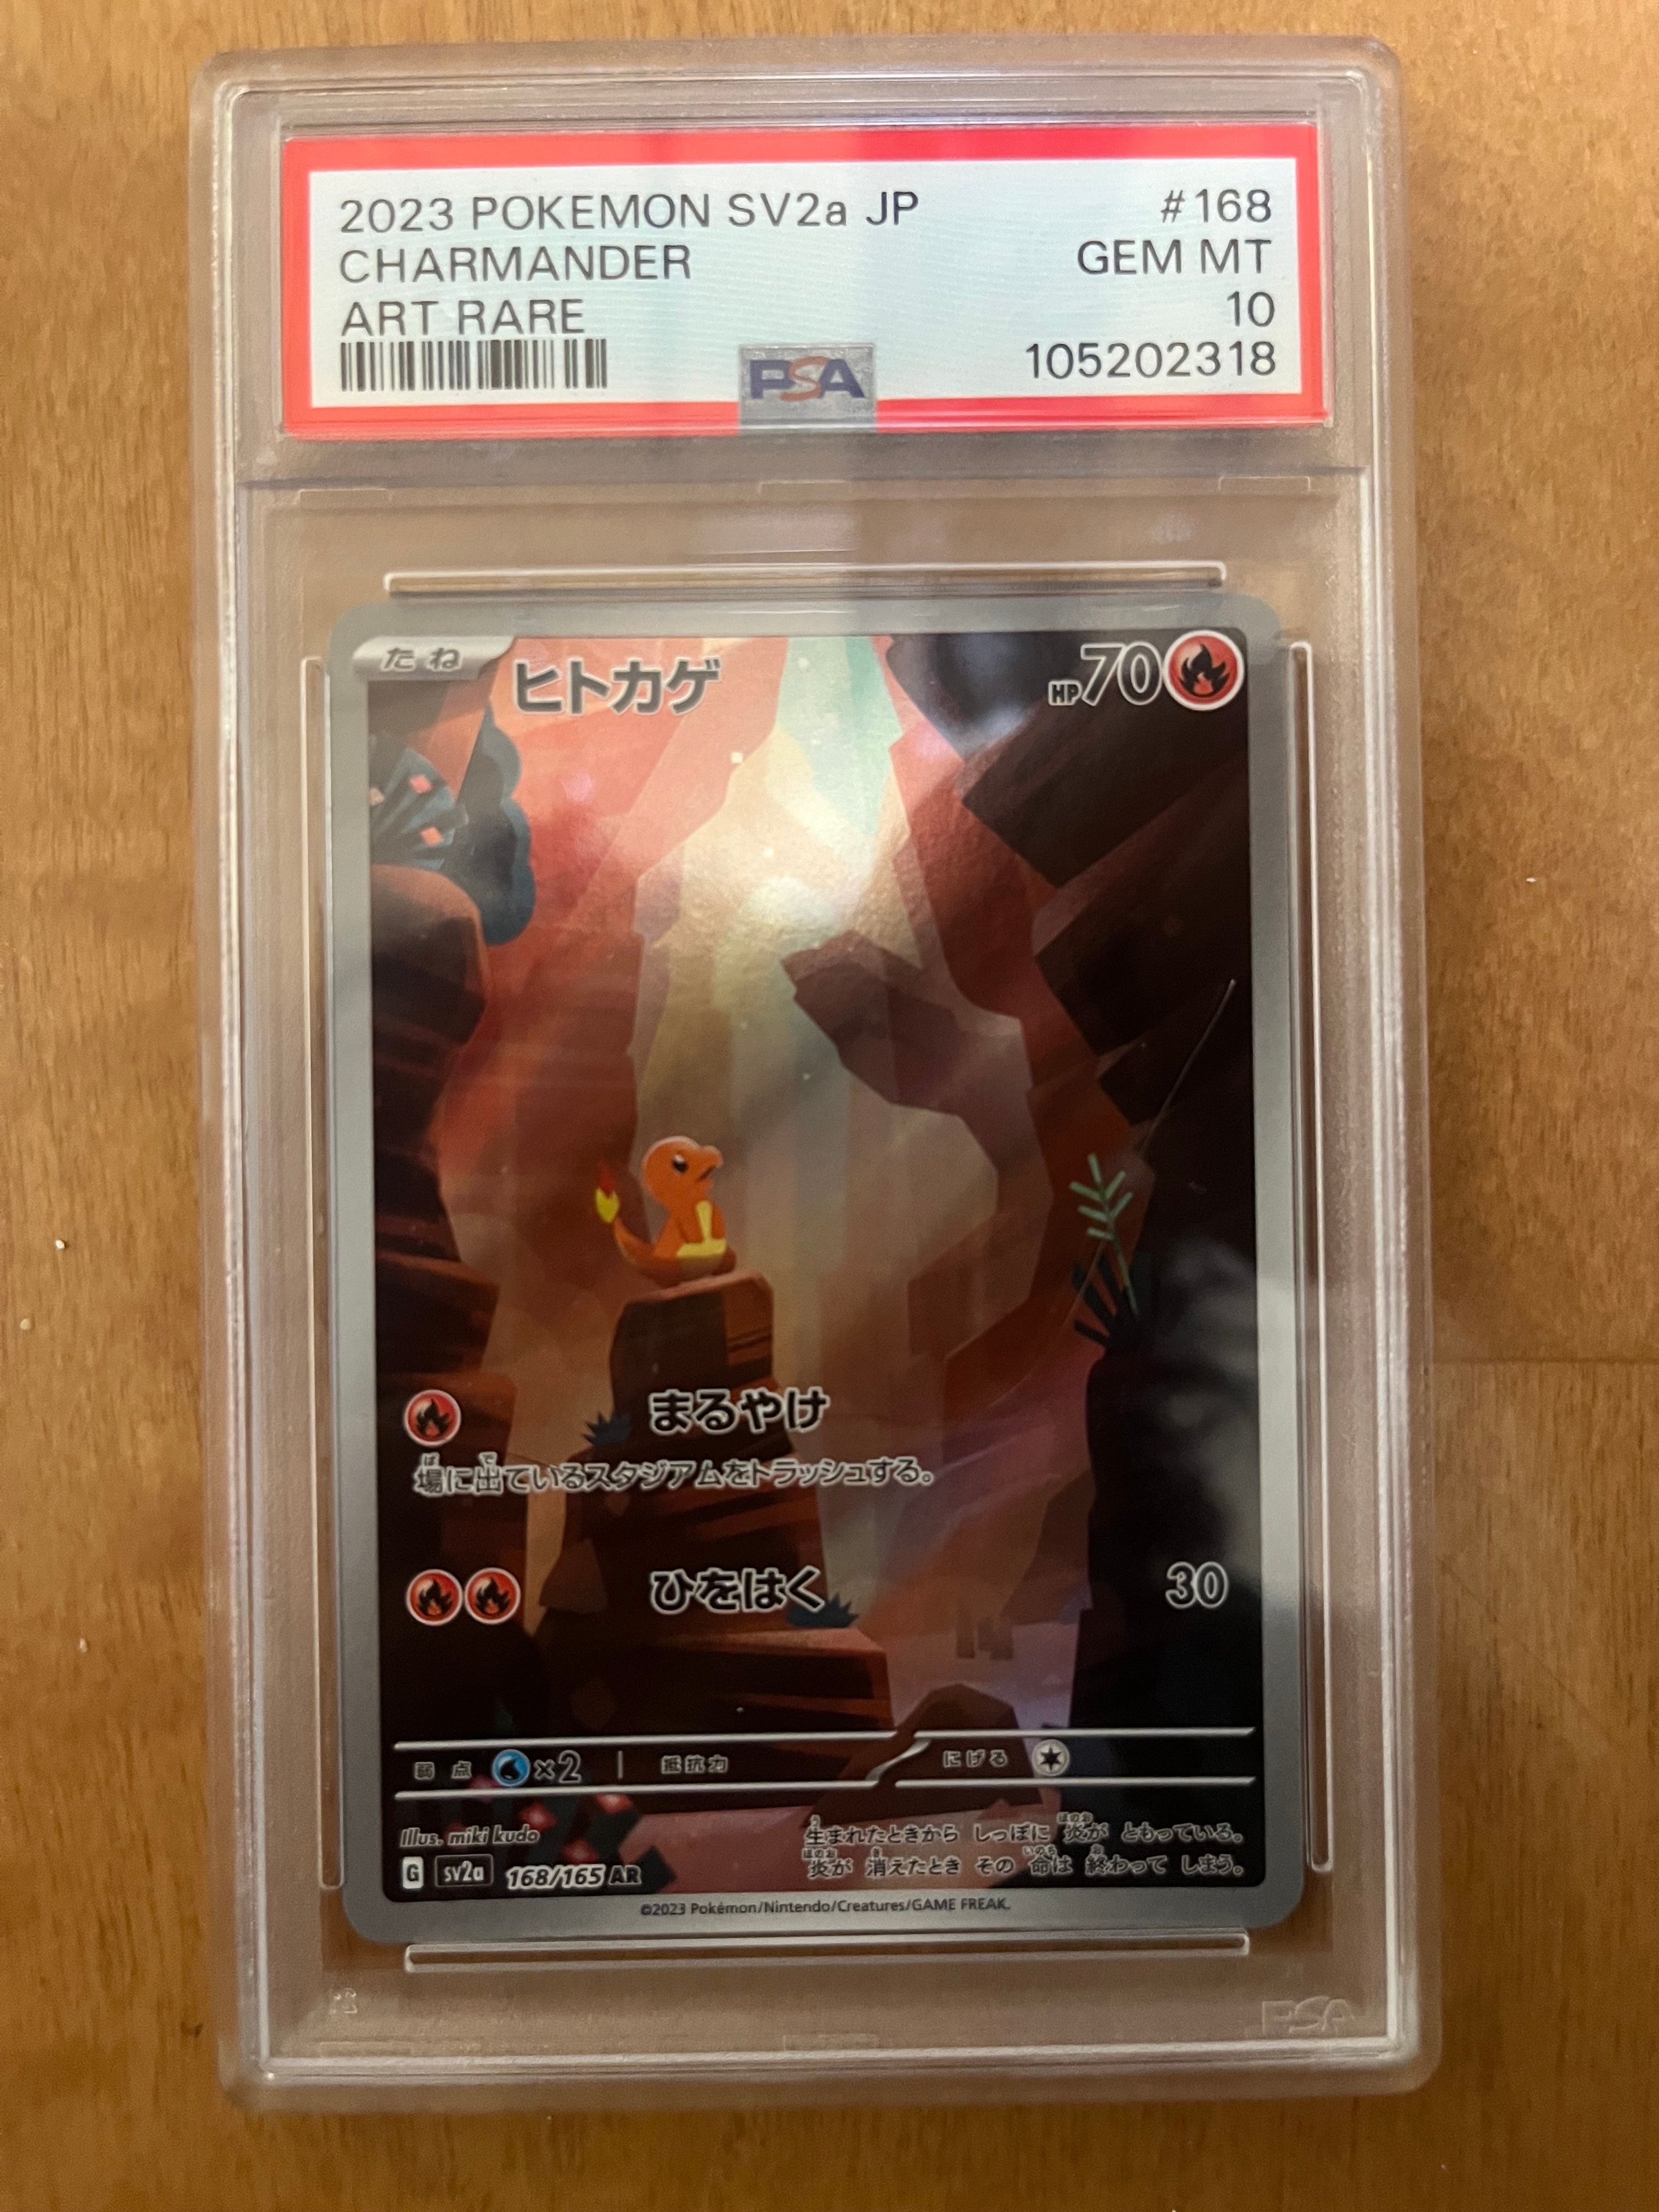 2023 POKEMON SV2a JP #168
CHARMANDER GEM MT
ART RARE 10
PSA 105202318
たね ヒトカゲ HP70
まるやけ
場に出ているスタジアムをトラッシュする。
ひをはく 30
弱点 ×2 抵抗力 にげる
Illus. miki kudo
生まれたときから しっぽに 炎が ともっている。
G sv2a 168/165 AR
炎が 消えたとき その 命は 終わって しまう。
©2023 Pokémon/Nintendo/Creatures/GAME FREAK.
PSA